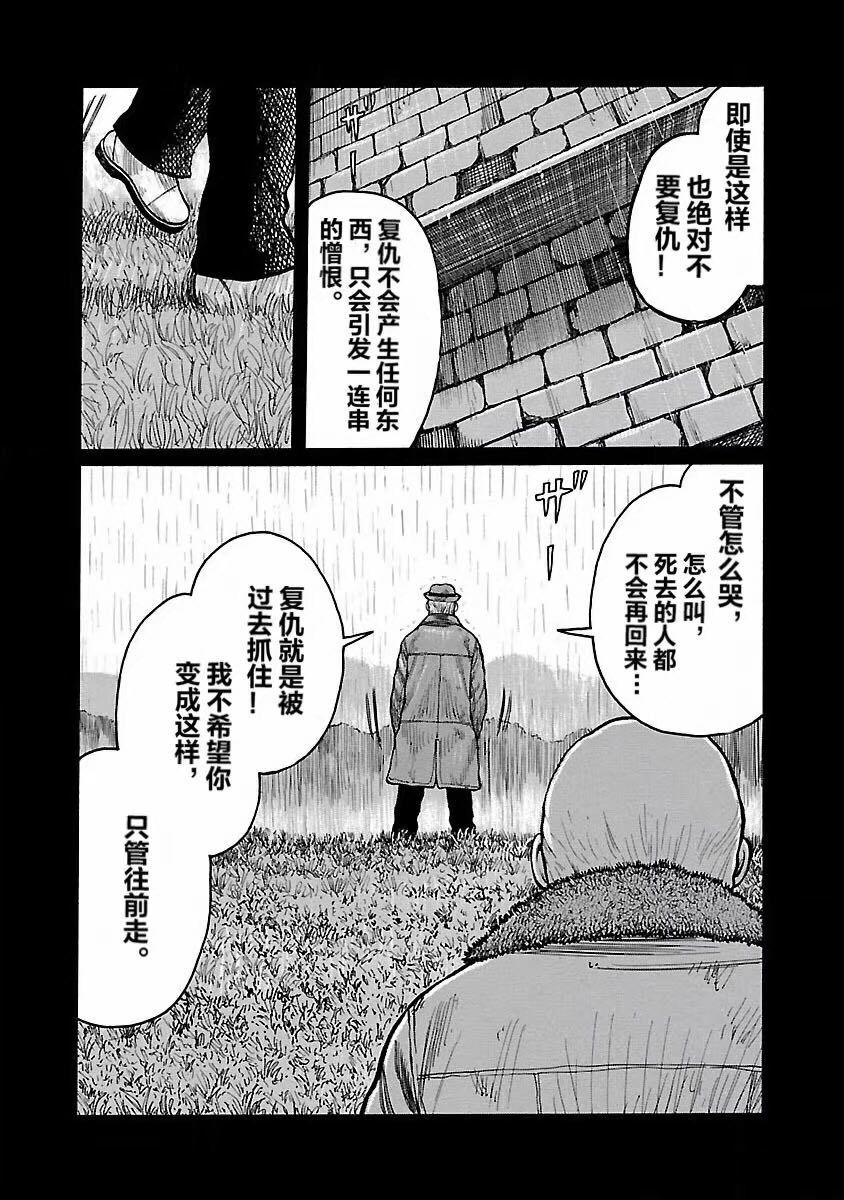 即使是这样
也绝对不
要复仇！
ザ
复仇不会产生任何东
西，只会引发一连串
的憎恨。
不管怎么哭，
怎么叫，
死去的人都
不会再回来…
ザ
复仇就是被
过去抓住！
我不希望你
变成这样，
只管往前走。